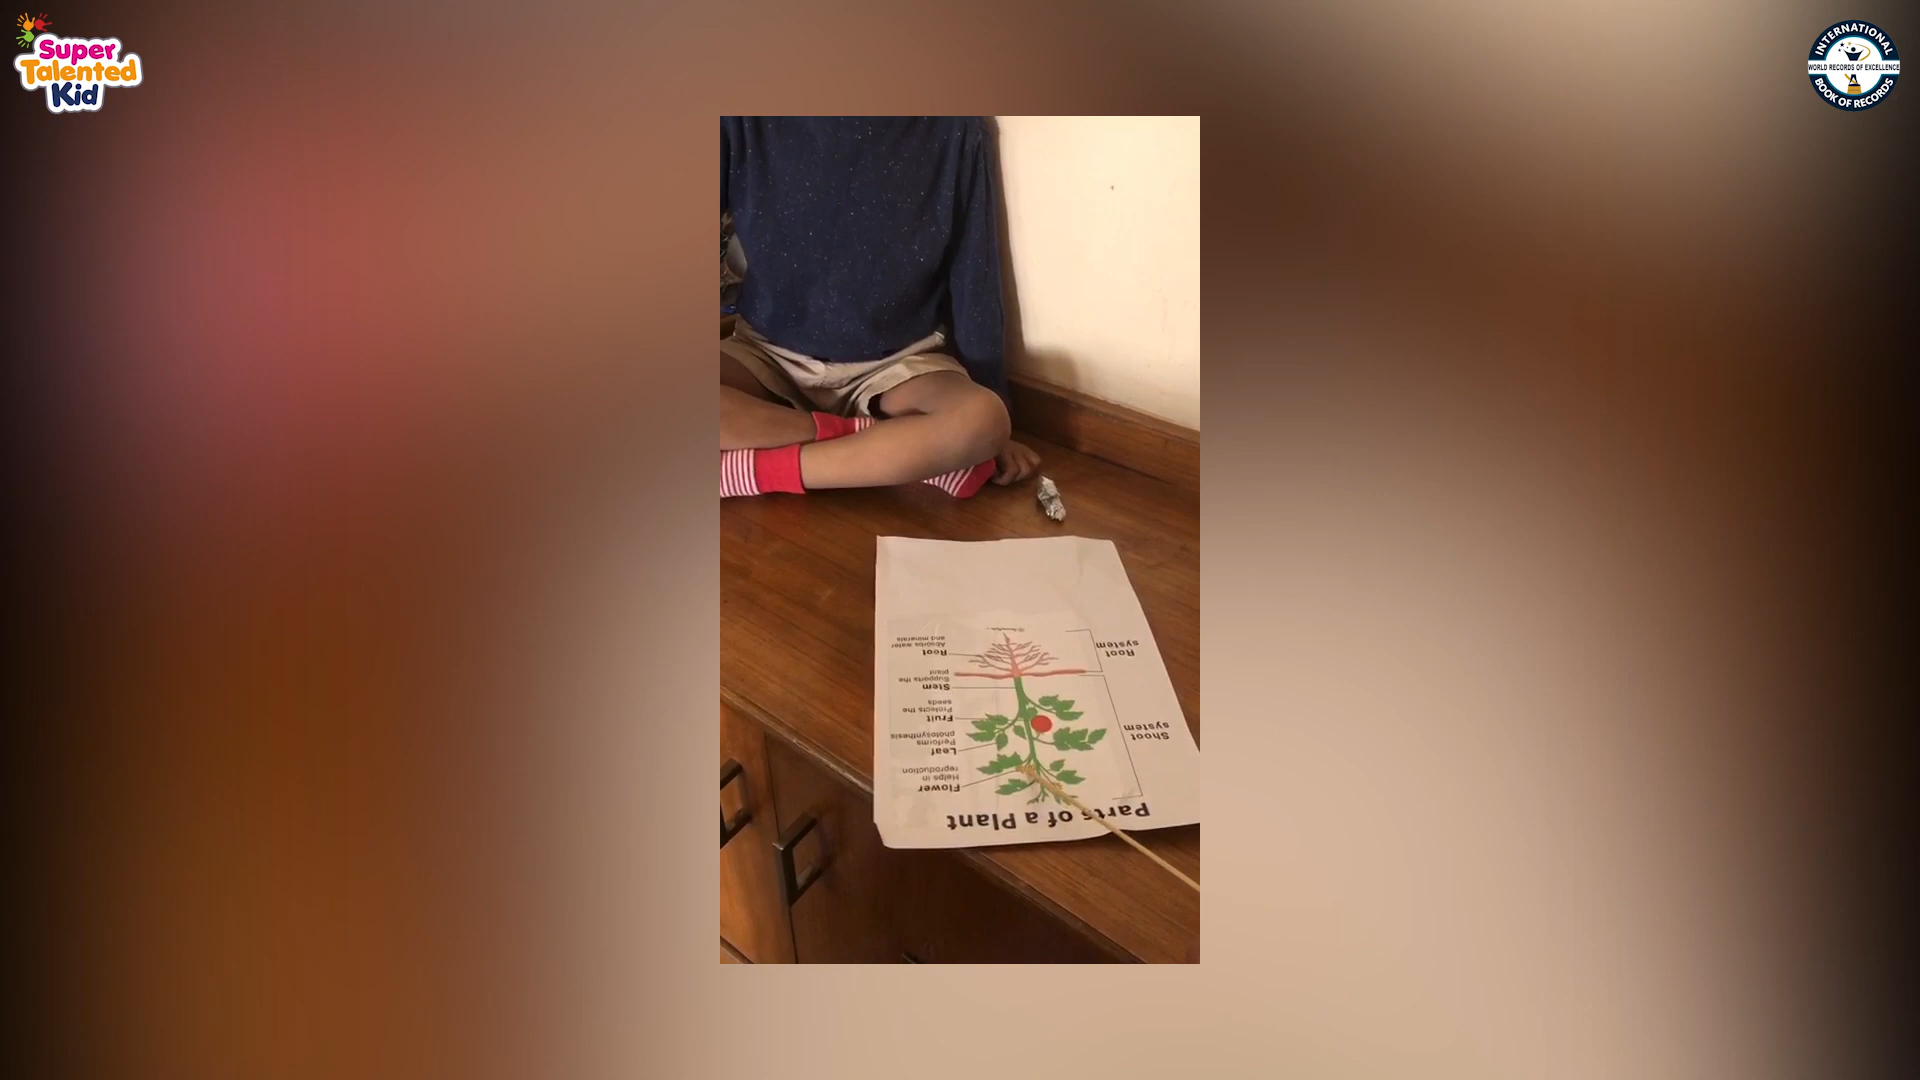 Super
Talented
Kid
INTERNATIONAL
WORLD RECORDS OF EXCELLENCE
BOOK OF RECORDS
Parts of a Plant
Flower
Helps in
reproduction
Leaf
Performs
photosynthesis
Fruit
Protects the
seeds
Stem
Supports the
plant
Root
Absorbs water
and minerals
Shoot
system
Root
system